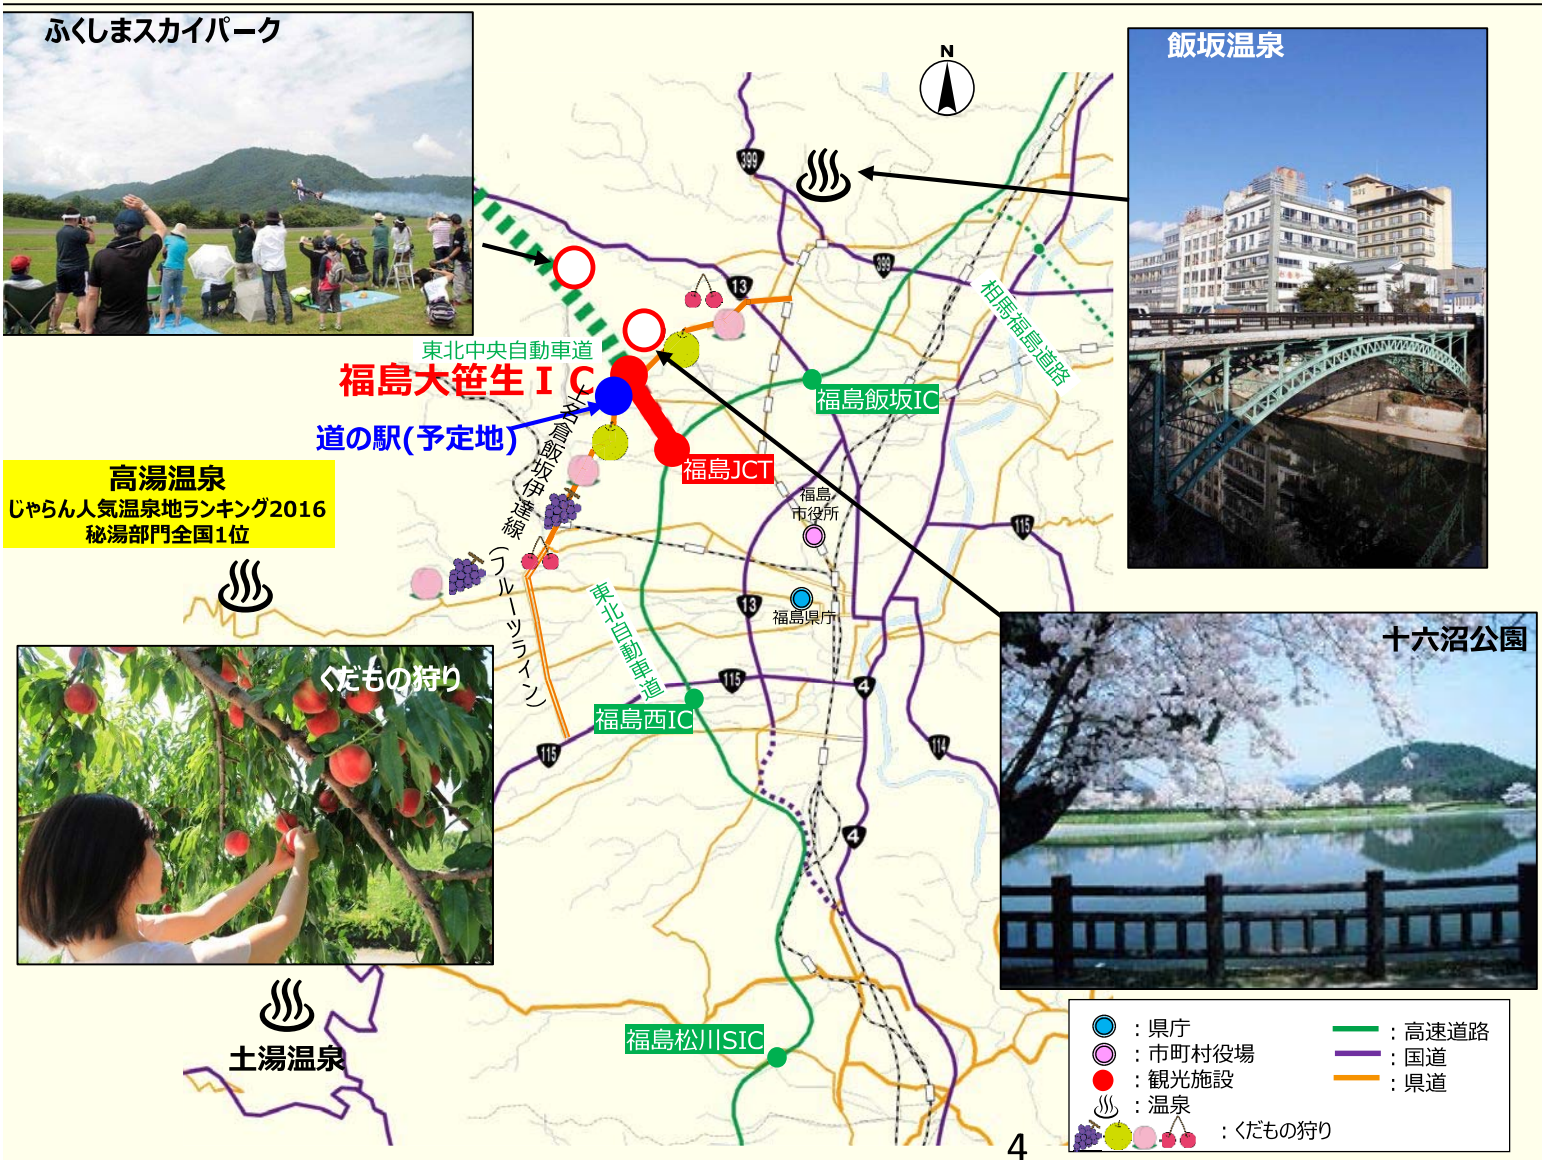 ふくしまスカイパーク
飯坂温泉
N
399
399
13
相馬福島道路
東北中央自動車道
福島大笹生ＩＣ
福島飯坂IC
道の駅(予定地)
上名倉飯坂伊達線(フルーツライン)
福島JCT
高湯温泉
じゃらん人気温泉地ランキング2016
秘湯部門全国1位
福島
市役所
115
13
福島県庁
東北自動車道
十六沼公園
くだもの狩り
115
4
福島西IC
115
114
4
土湯温泉
福島松川SIC
：県庁
：市町村役場
：観光施設
：温泉
：くだもの狩り
：高速道路
：国道
：県道
4